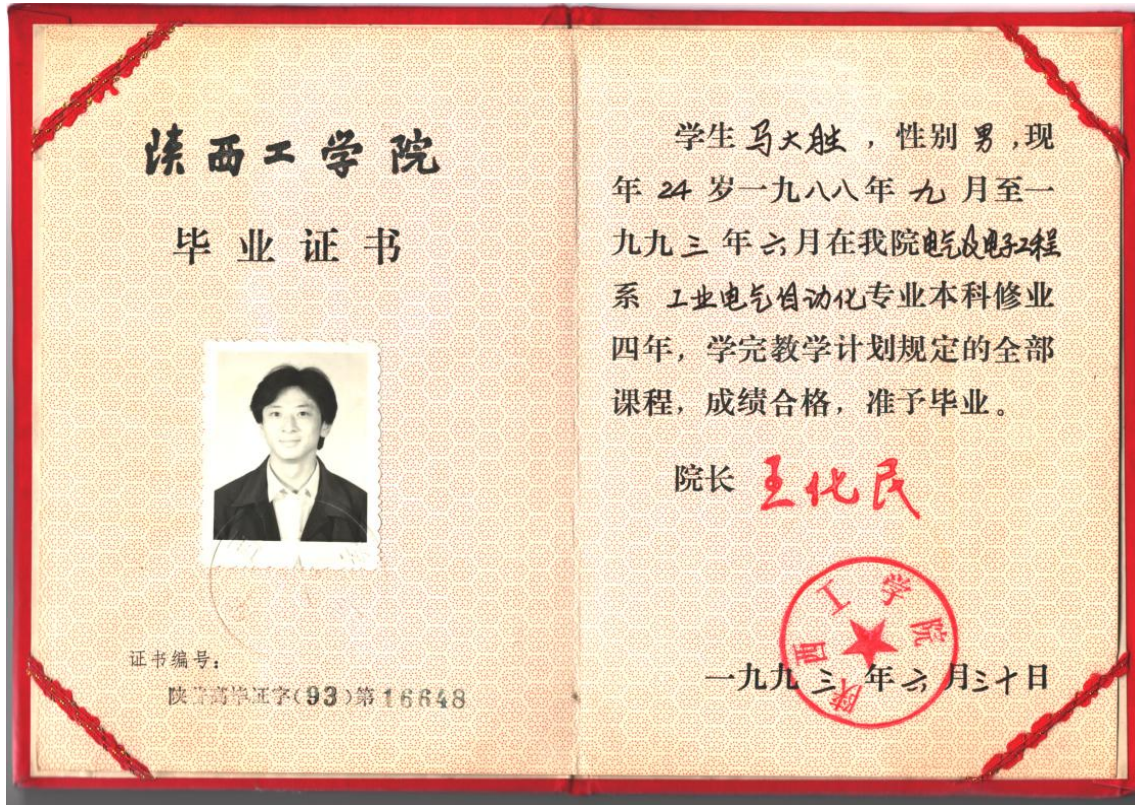 陕西工学院
毕业证书
证书编号：
陕普高毕证字(93)第16648
学生马大胜，性别男，现
年24岁一九八八年九月至一
九九三年六月在我院电气及电子工程
系工业电气自动化专业本科修业
四年，学完教学计划规定的全部
课程，成绩合格，准予毕业。
院长 王化民
陕西工学院
一九九三年六月三十日